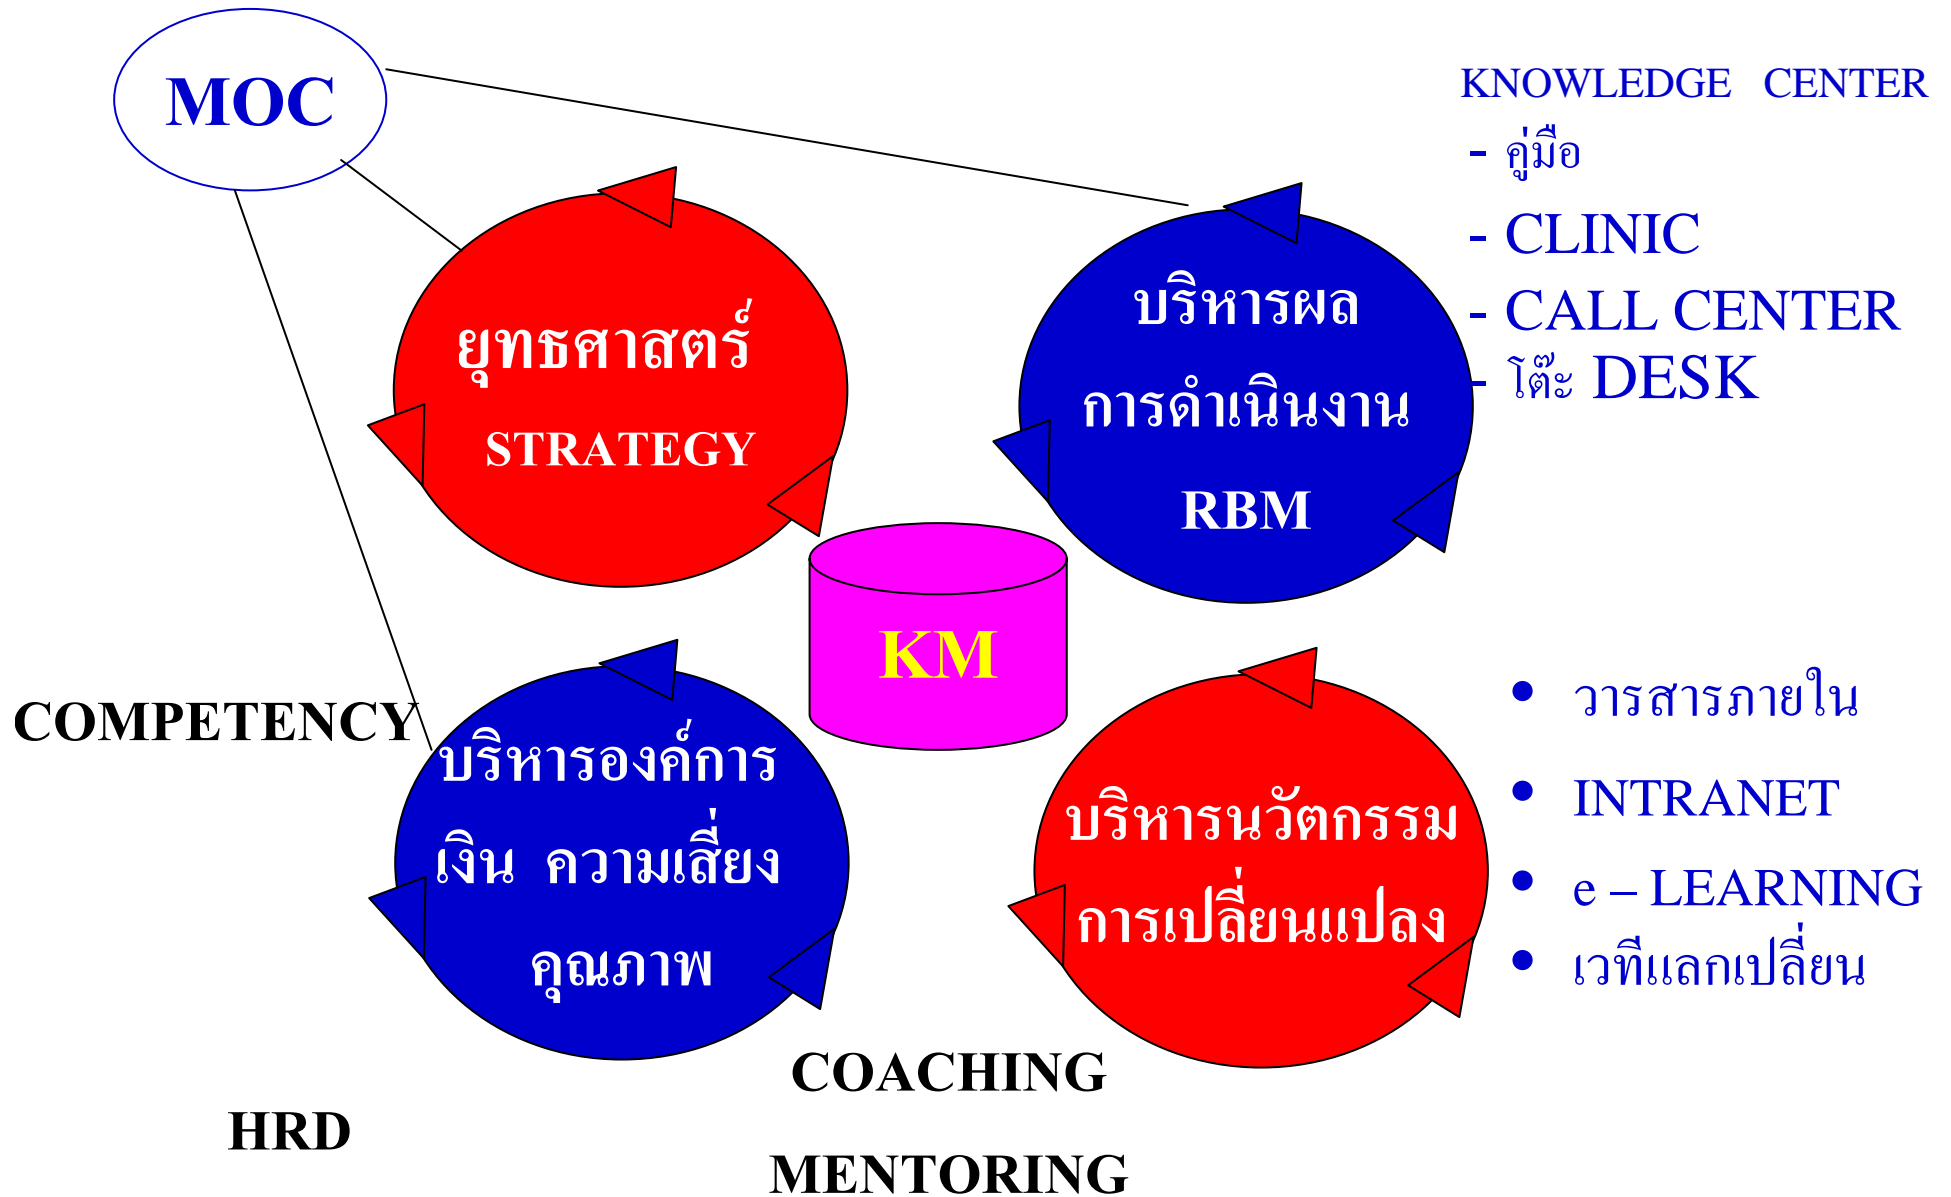 MOC
KNOWLEDGE CENTER
- คู่มือ
- CLINIC
- CALL CENTER
- โต๊ะ DESK
ยุทธศาสตร์
STRATEGY
บริหารผล
การดำเนินงาน
RBM
KM
COMPETENCY
บริหารองค์การ
เงิน ความเสี่ยง
คุณภาพ
บริหารนวัตกรรม
การเปลี่ยนแปลง
• วารสารภายใน
• INTRANET
• e – LEARNING
• เวทีแลกเปลี่ยน
COACHING
HRD
MENTORING